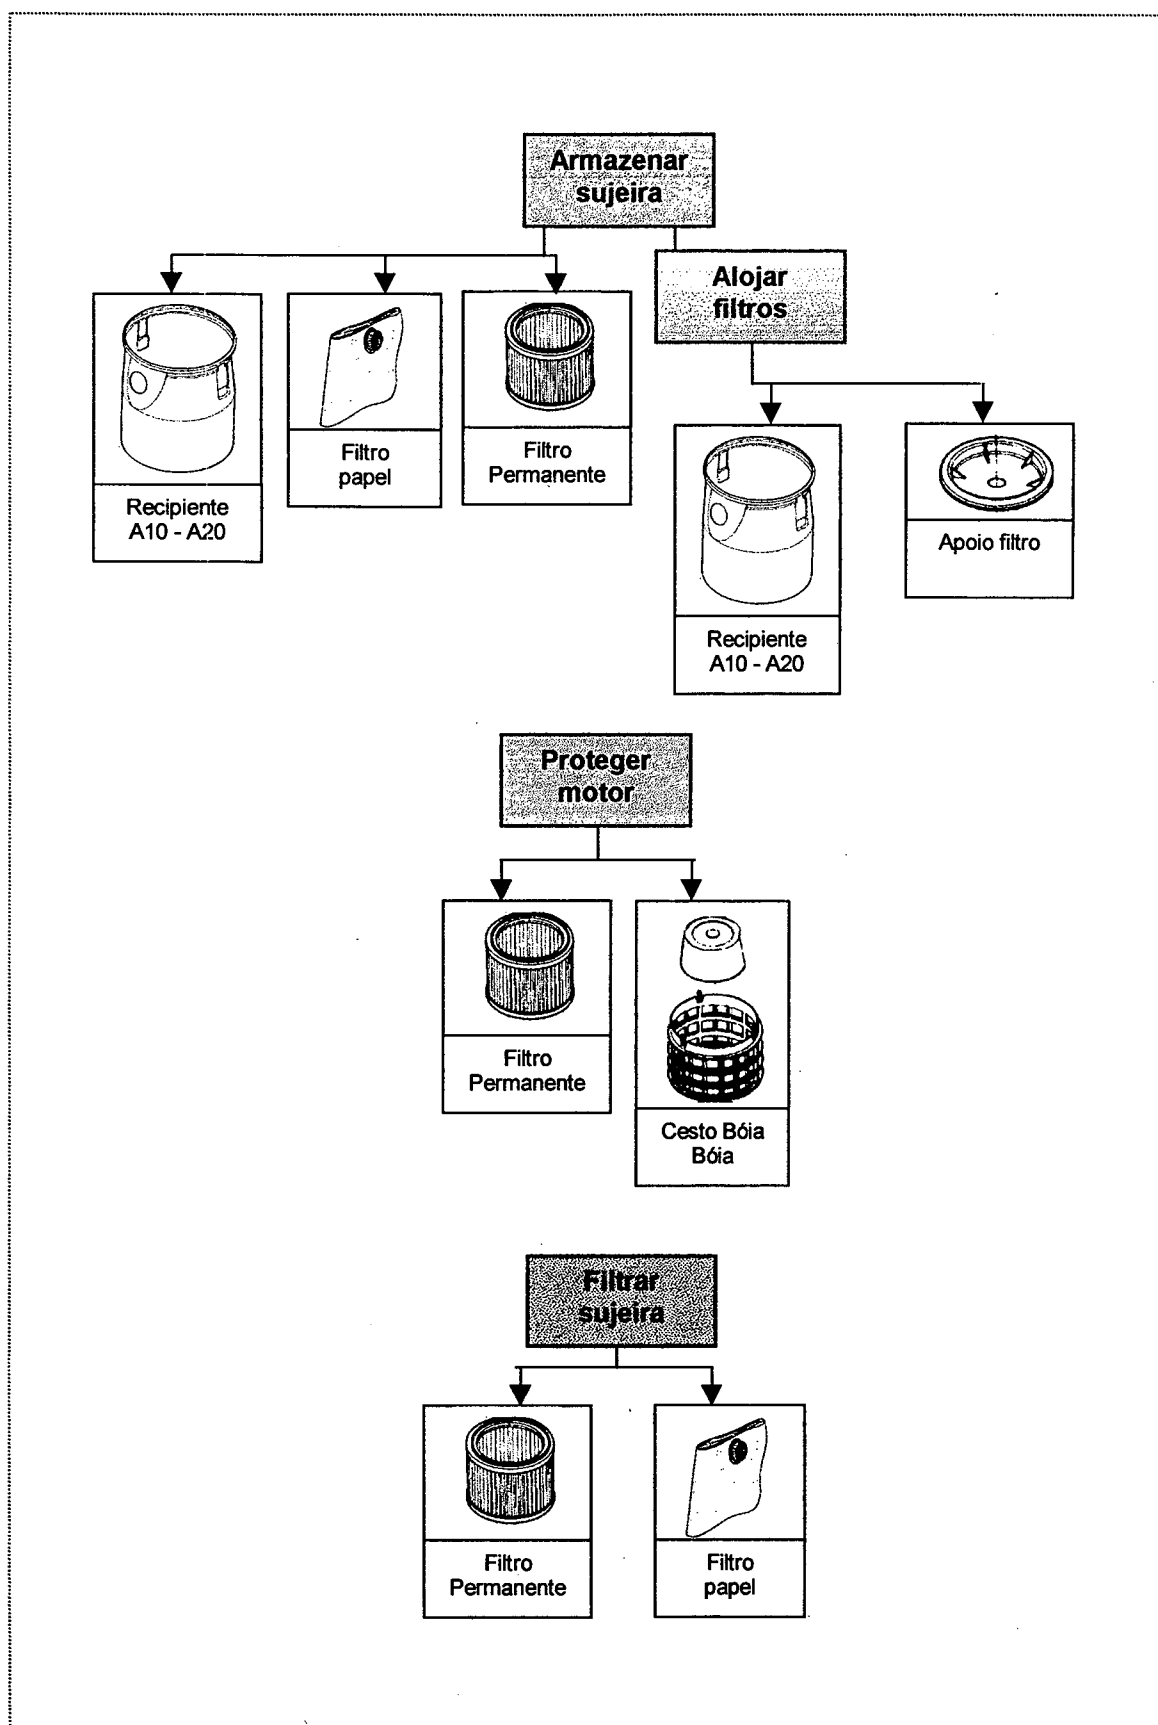 Armazenar
sujeira
Alojar
filtros
Filtro
papel
Filtro
Permanente
Recipiente
A10 - A20
Apoio filtro
Recipiente
A10 - A20
Proteger
motor
Filtro
Permanente
Cesto Bóia
Bóia
Filtrar
sujeira
Filtro
Permanente
Filtro
papel